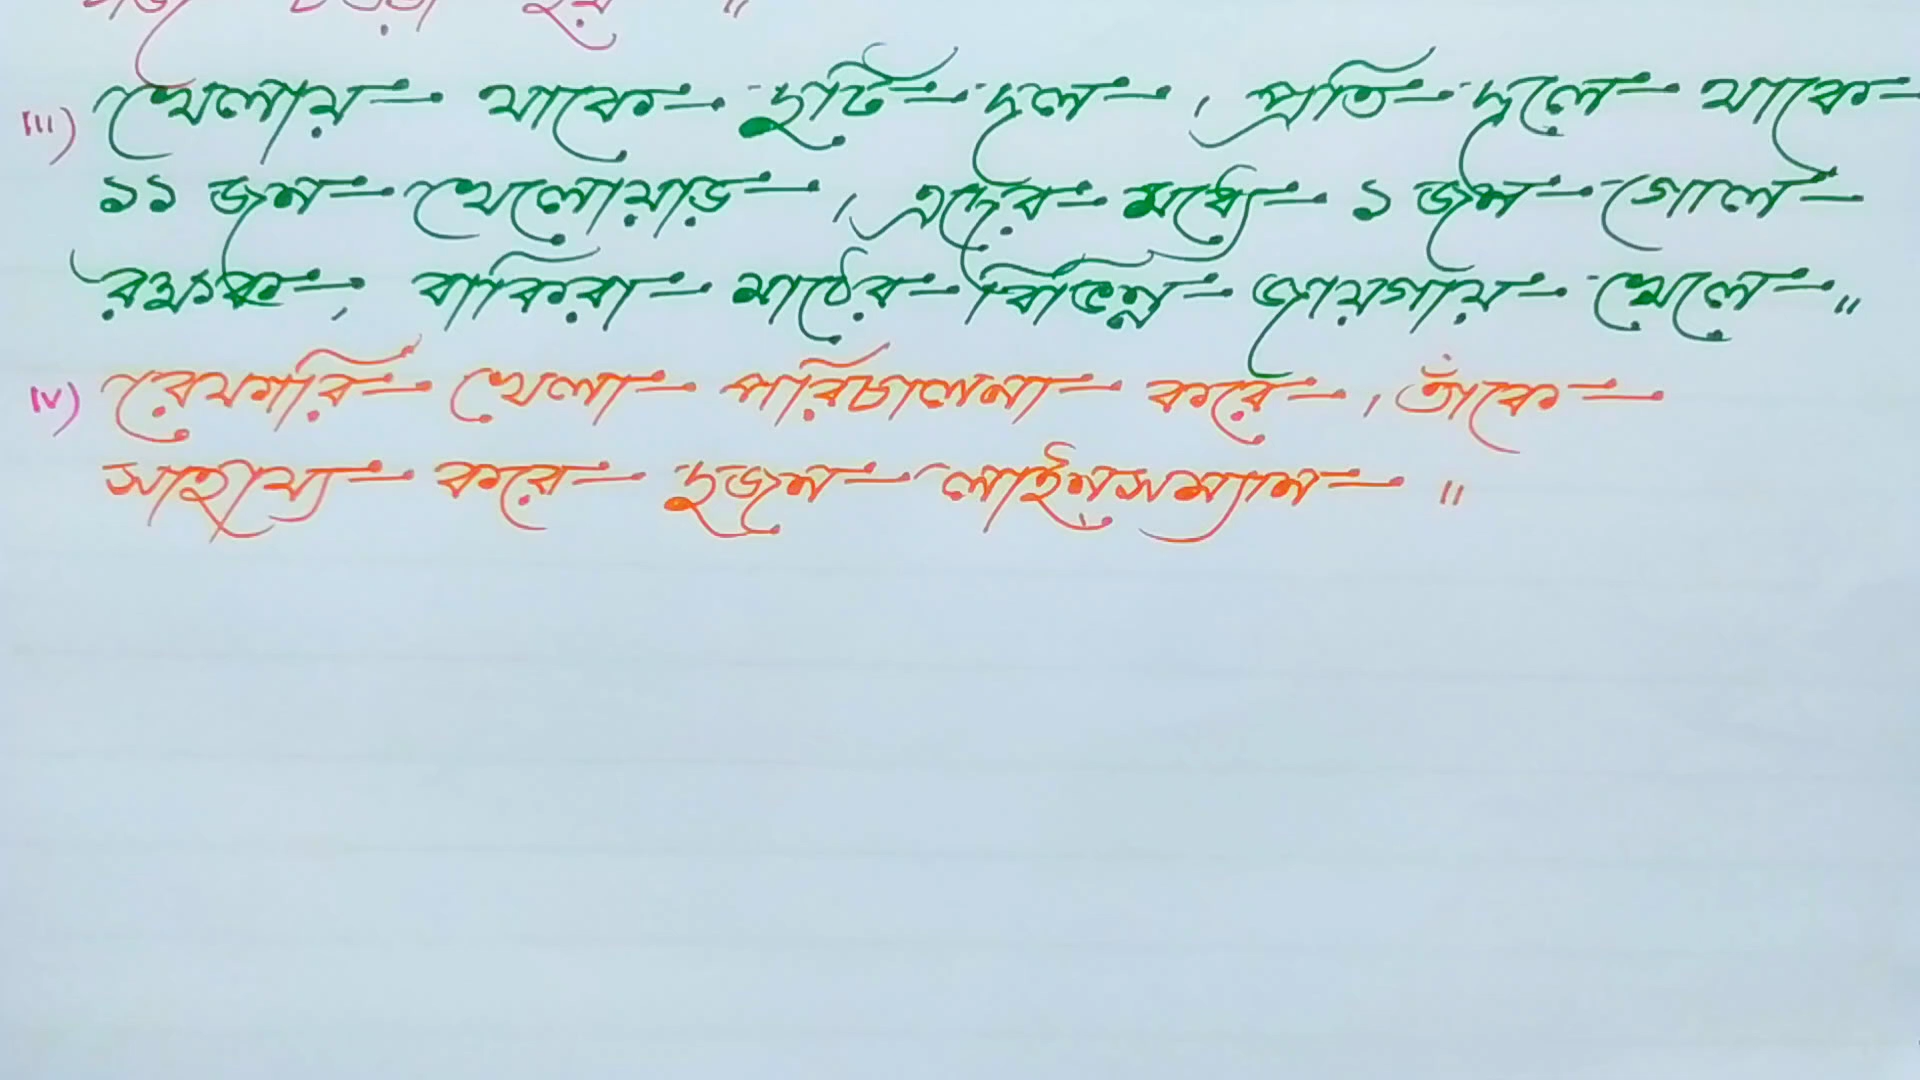 iii) খেলায় থাকে দুটি দল, প্রতি দলে থাকে
১১ জন খেলোয়াড়, এদের মধ্যে ১ জন গোল
রক্ষক, বাকিরা মাঠের বিভিন্ন জায়গায় খেলে॥
iv) রেফারি খেলা পরিচালনা করে, তাঁকে
সাহায্য করে দুজন লাইন্সম্যান ॥